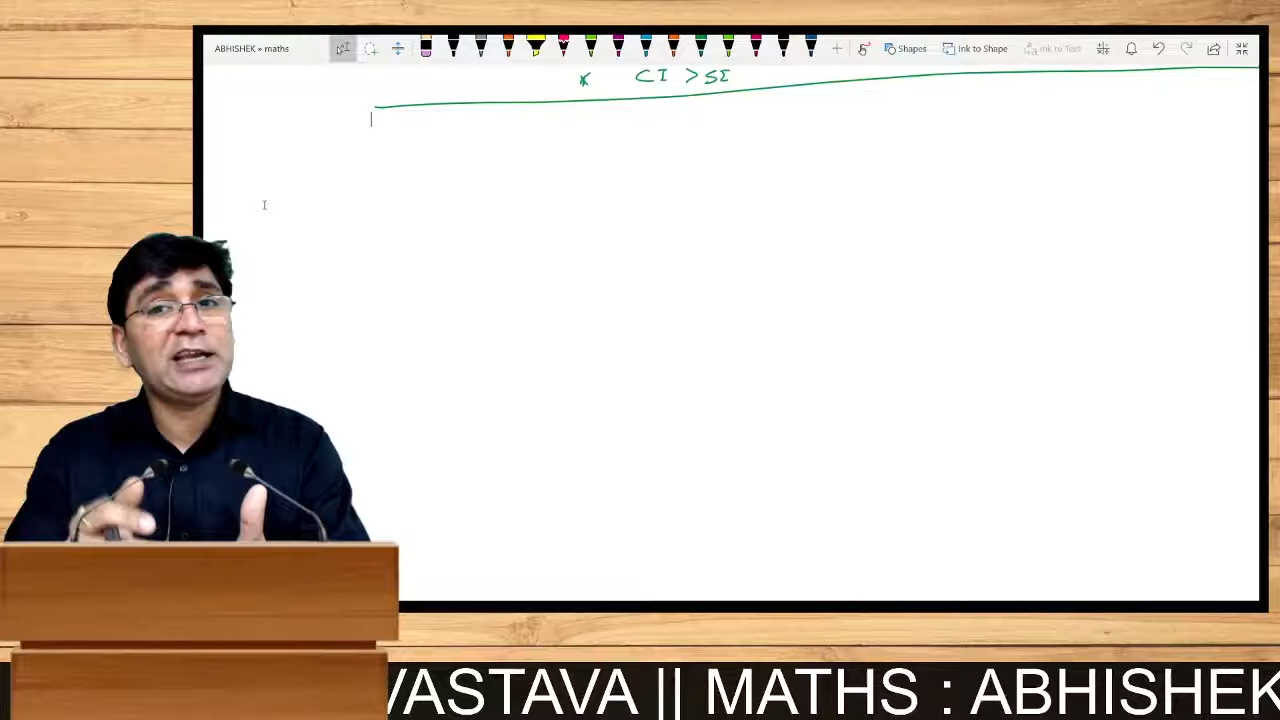 ABHISHEK » maths
Shapes
Ink to Shape
Ink to Text
* CI > SI
VASTAVA || MATHS : ABHISHEK